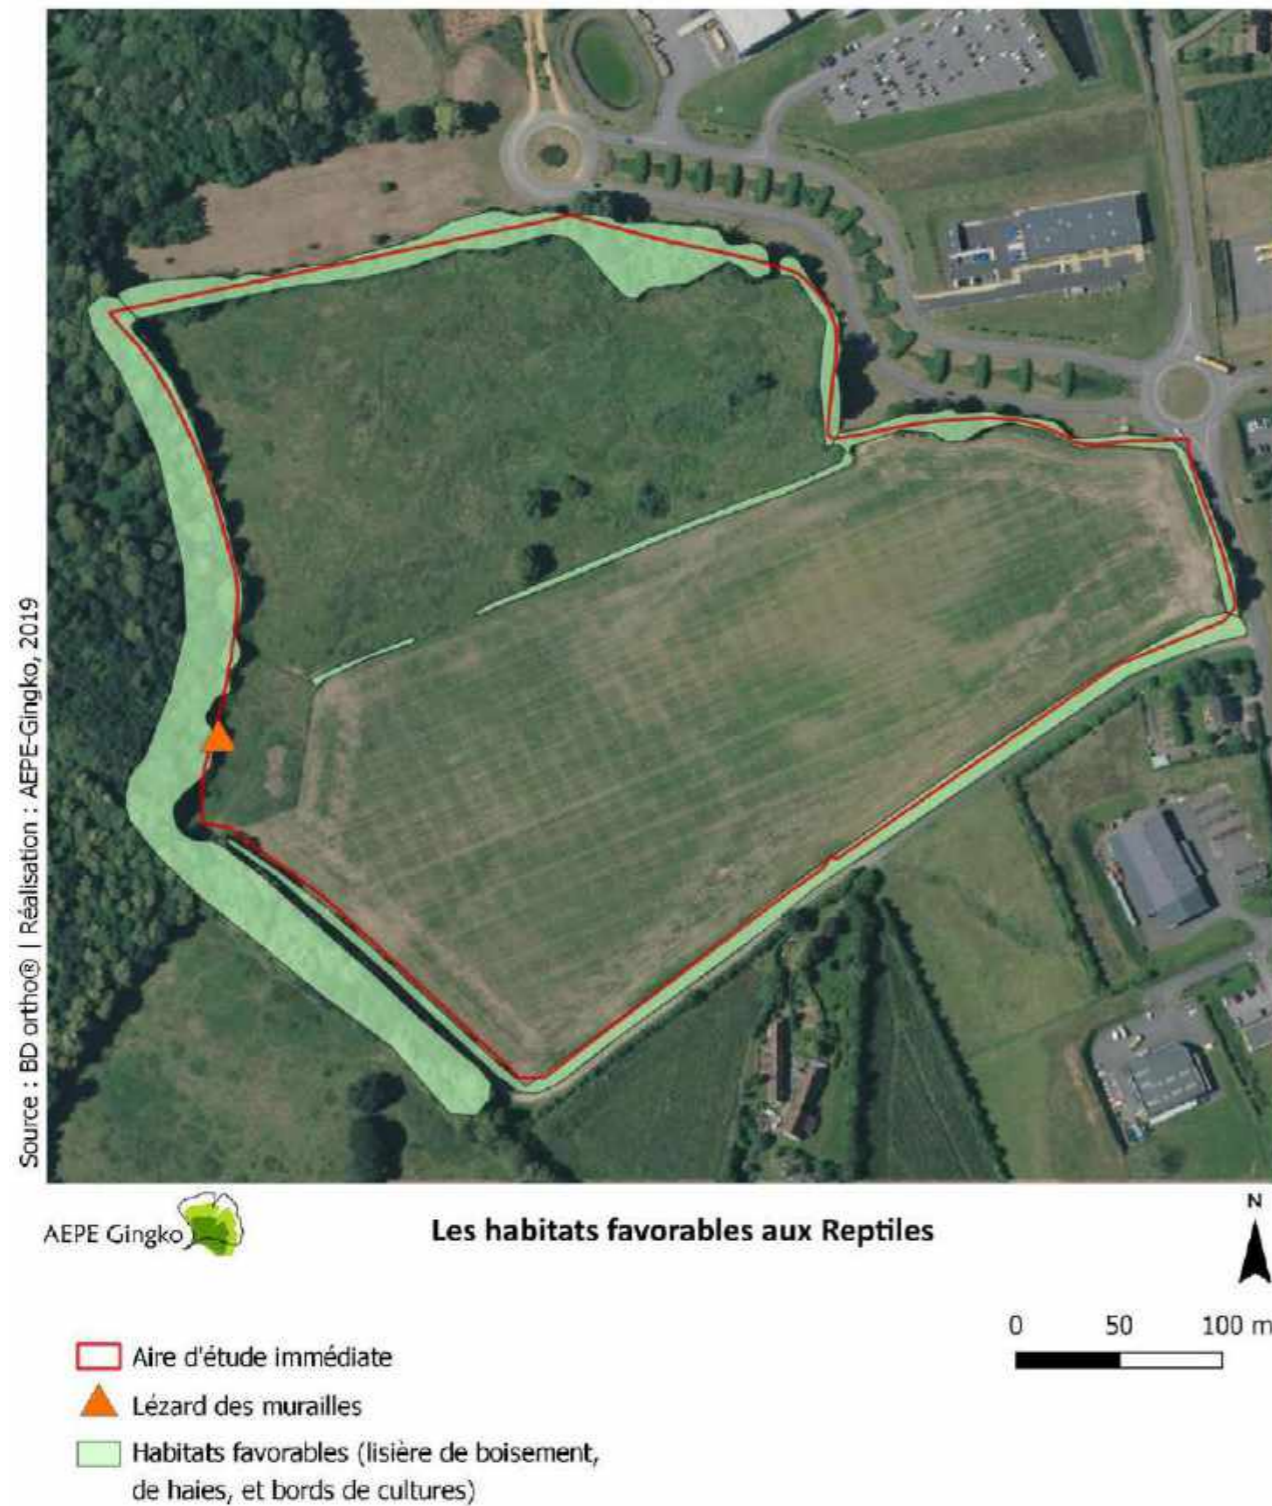 Source : BD ortho® | Réalisation : AEPE-Gingko, 2019
AEPE Gingko
Les habitats favorables aux Reptiles
N
0 50 100 m
Aire d'étude immédiate
Lézard des murailles
Habitats favorables (lisière de boisement,
de haies, et bords de cultures)